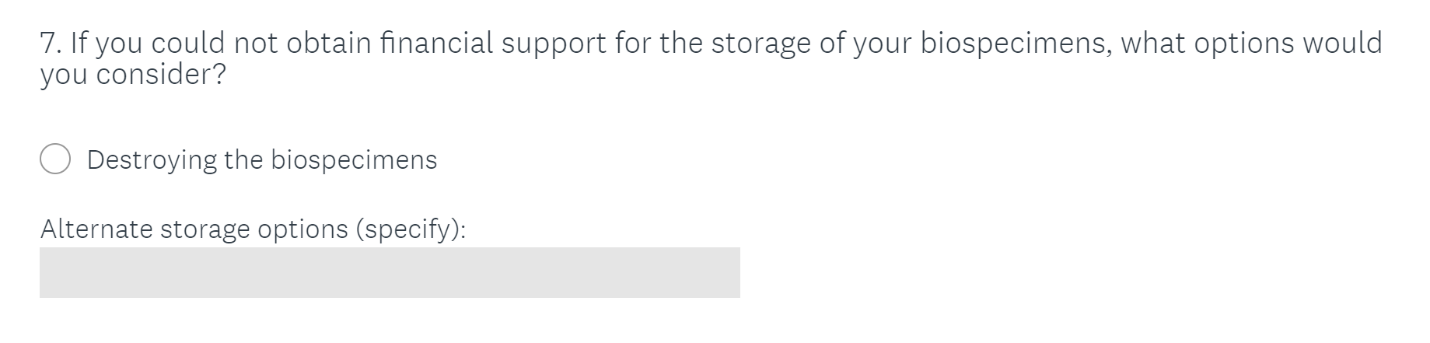 7. If you could not obtain financial support for the storage of your biospecimens, what options would
you consider?
Destroying the biospecimens
Alternate storage options (specify):